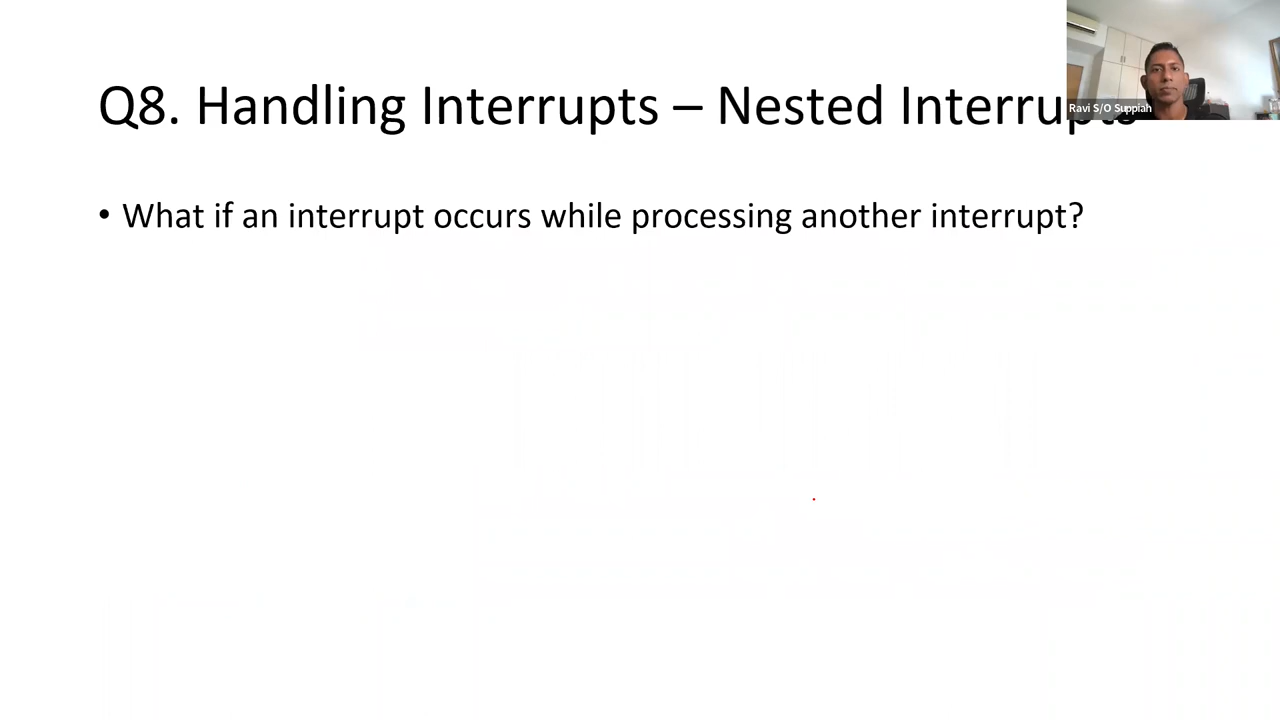 Q8. Handling Interrupts – Nested Interrupts
Ravi S/O Suppiah
• What if an interrupt occurs while processing another interrupt?